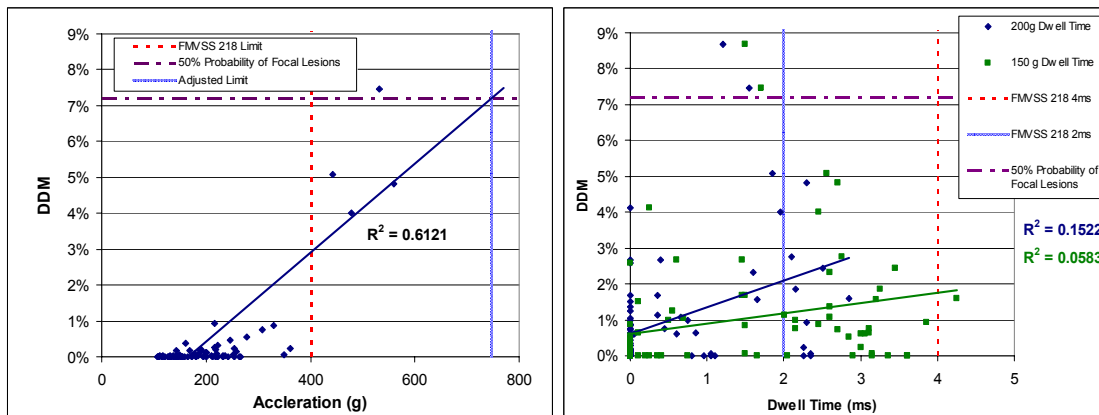 9%
8%
7%
6%
5%
4%
3%
2%
1%
0%
DDM
FMVSS 218 Limit
50% Probability of Focal Lesions
Adjusted Limit
R² = 0.6121
0
200
400
600
800
Accleration (g)
9%
8%
7%
6%
5%
4%
3%
2%
1%
0%
DDM
200g Dwell Time
150 g Dwell Time
FMVSS 218 4ms
FMVSS 218 2ms
50% Probability of
Focal Lesions
R² = 0.1522
R² = 0.0583
0
1
2
3
4
5
Dwell Time (ms)